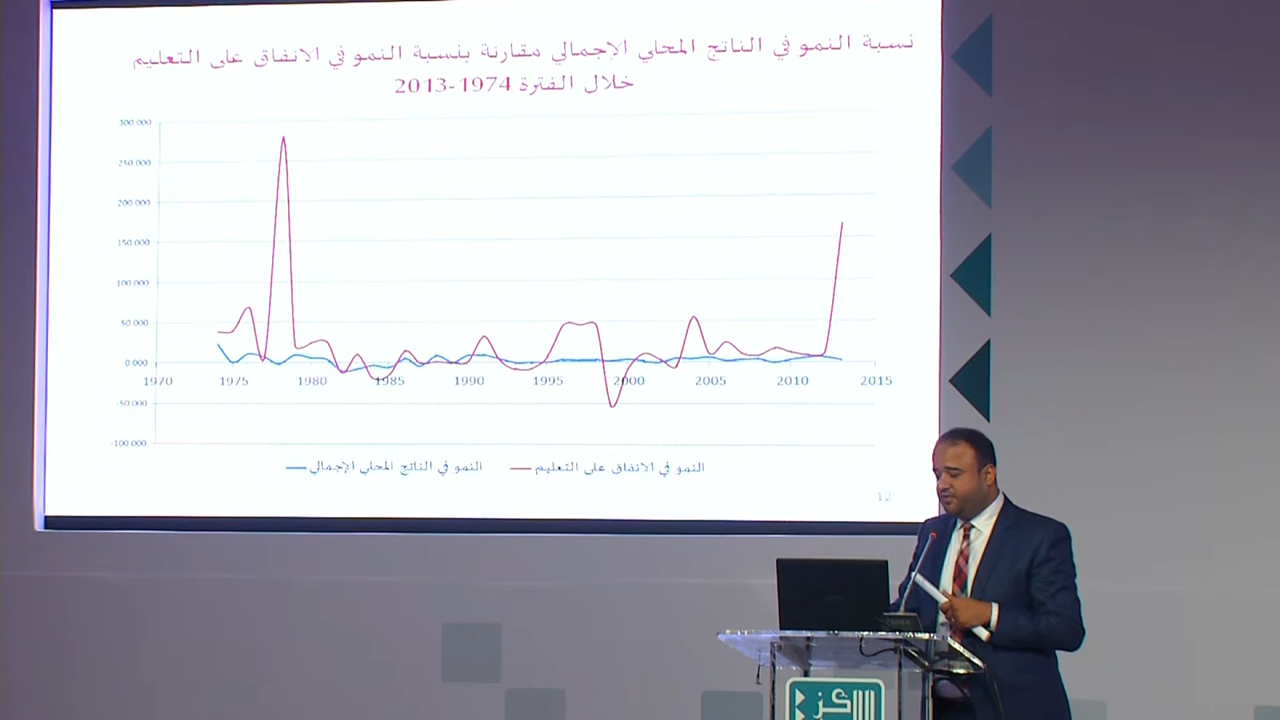 نسبة النمو في الناتج المحلي الإجمالي مقارنة بنسبة النمو في الانفاق على التعليم
خلال الفترة 1974-2013
300.000
250.000
200.000
150.000
100.000
50.000
0.000
1970 1975 1980 1985 1990 1995 2000 2005 2010 2015
-50.000
-100.000
النمو في الناتج المحلي الإجمالي
النمو في الانفاق على التعليم
12